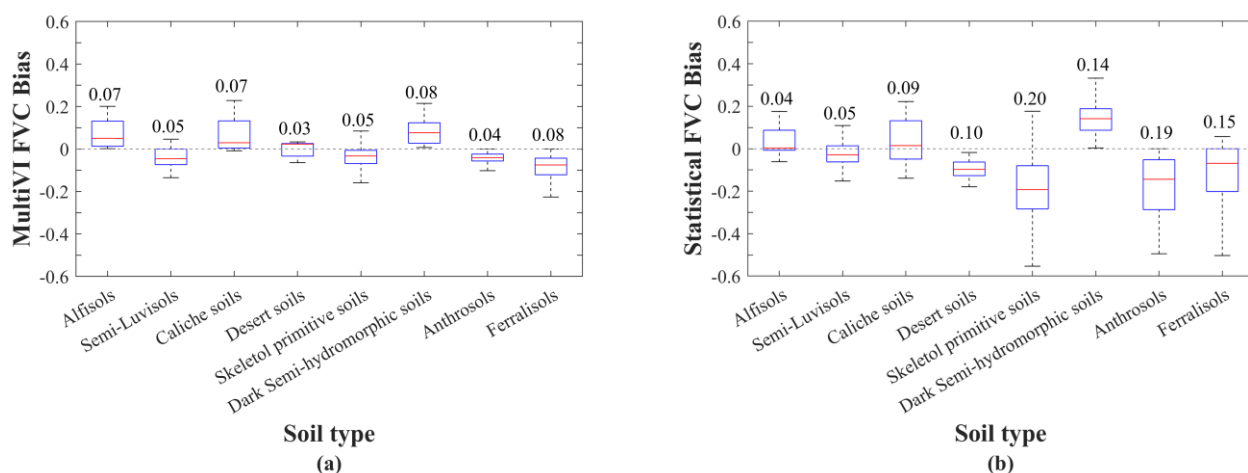 MultiVI FVC Bias
0.6
0.4
0.2
0
-0.2
-0.4
-0.6
0.07
0.05
0.07
0.03
0.05
0.08
0.04
0.08
Alfisols
Semi-Luvisols
Caliche soils
Desert soils
Skeletol primitive soils
Dark Semi-hydromorphic soils
Anthrosols
Ferralisols
Soil type
(a)
Statistical FVC Bias
0.6
0.4
0.2
0
-0.2
-0.4
-0.6
0.04
0.05
0.09
0.10
0.20
0.14
0.19
0.15
Alfisols
Semi-Luvisols
Caliche soils
Desert soils
Skeletol primitive soils
Dark Semi-hydromorphic soils
Anthrosols
Ferralisols
Soil type
(b)